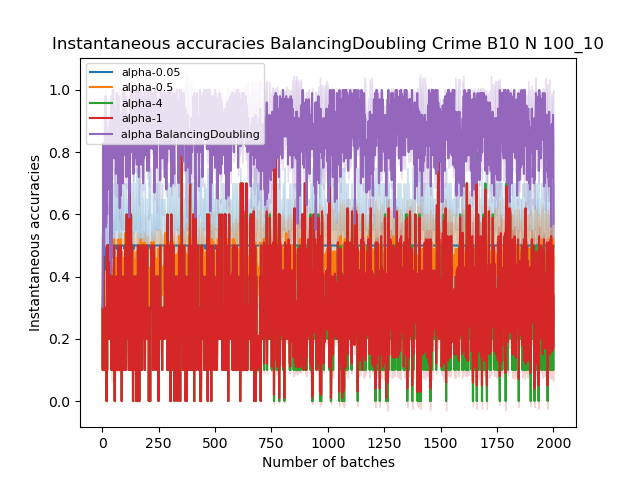 Instantaneous accuracies BalancingDoubling Crime B10 N 100_10
alpha-0.05
alpha-0.5
alpha-4
alpha-1
alpha BalancingDoubling
Instantaneous accuracies
1.0
0.8
0.6
0.4
0.2
0.0
0 250 500 750 1000 1250 1500 1750 2000
Number of batches